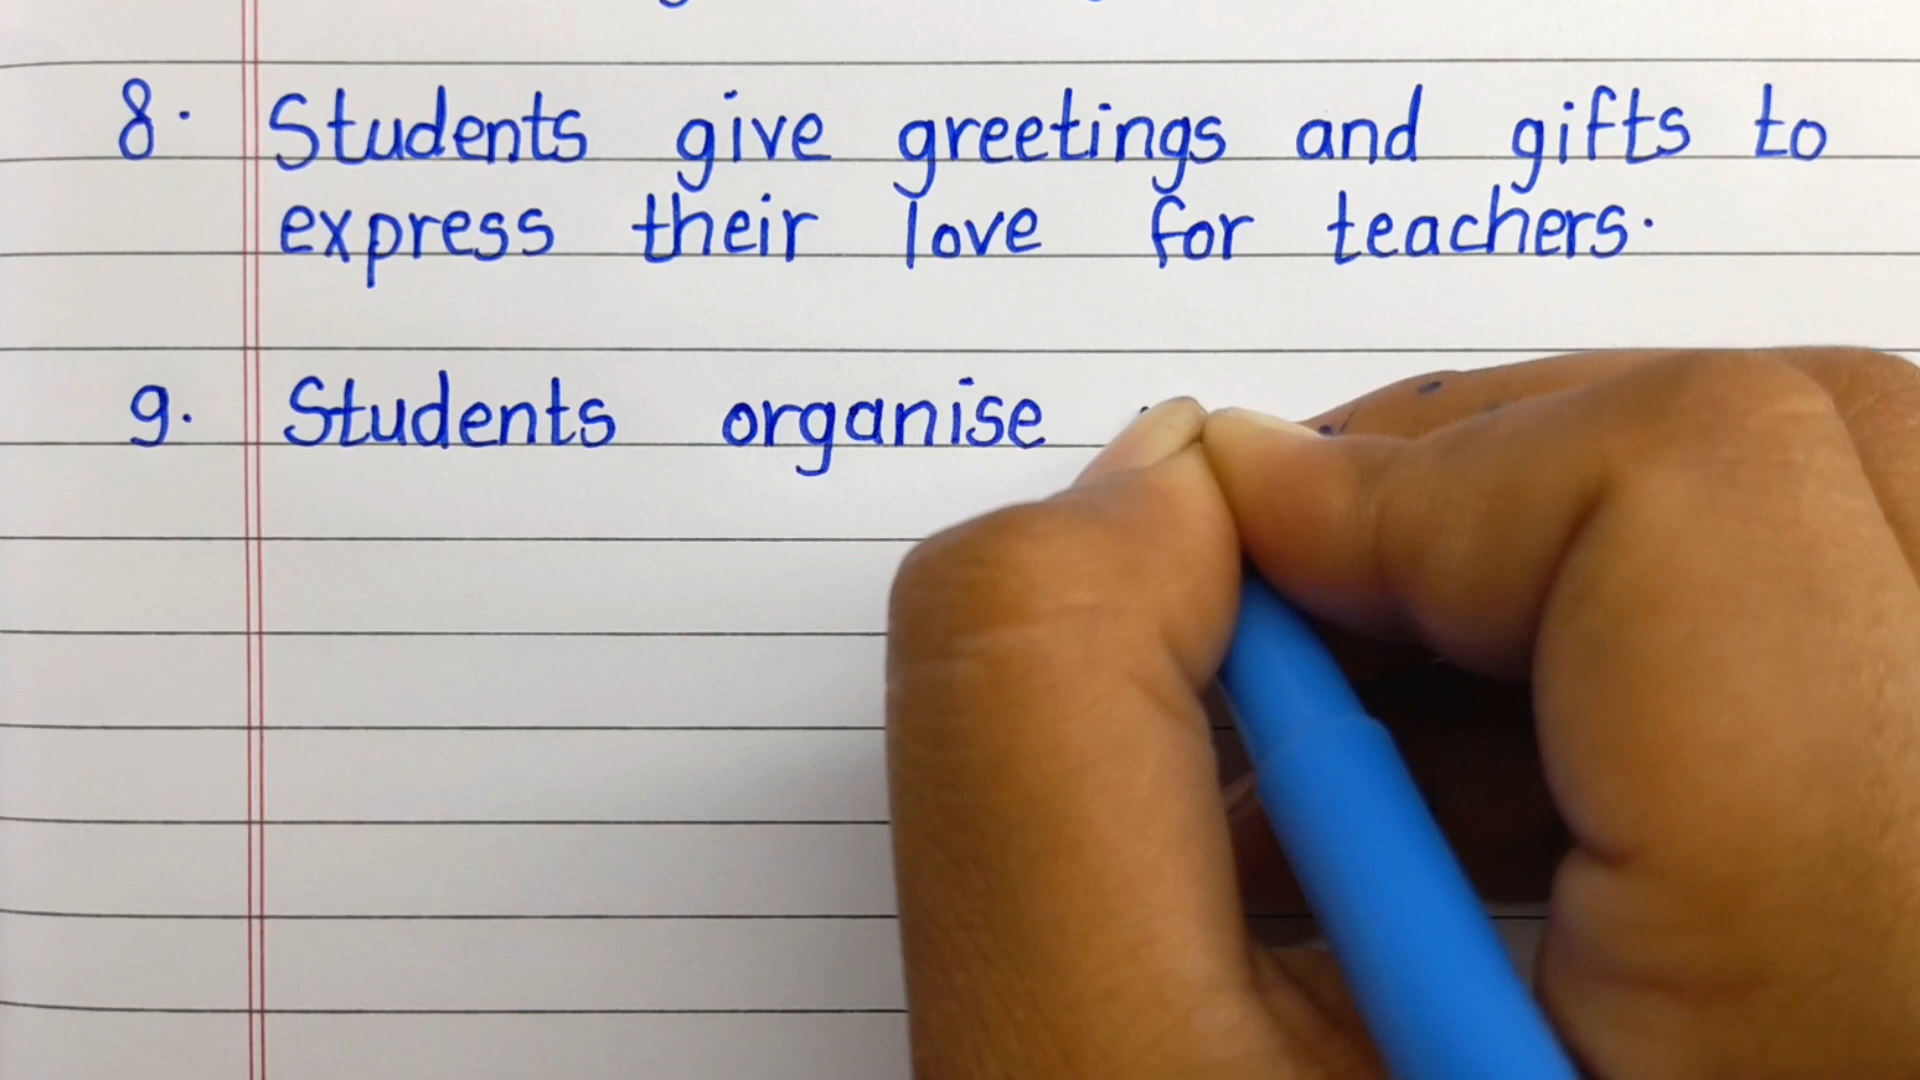 8. Students give greetings and gifts to
express their love for teachers.
9. Students organise